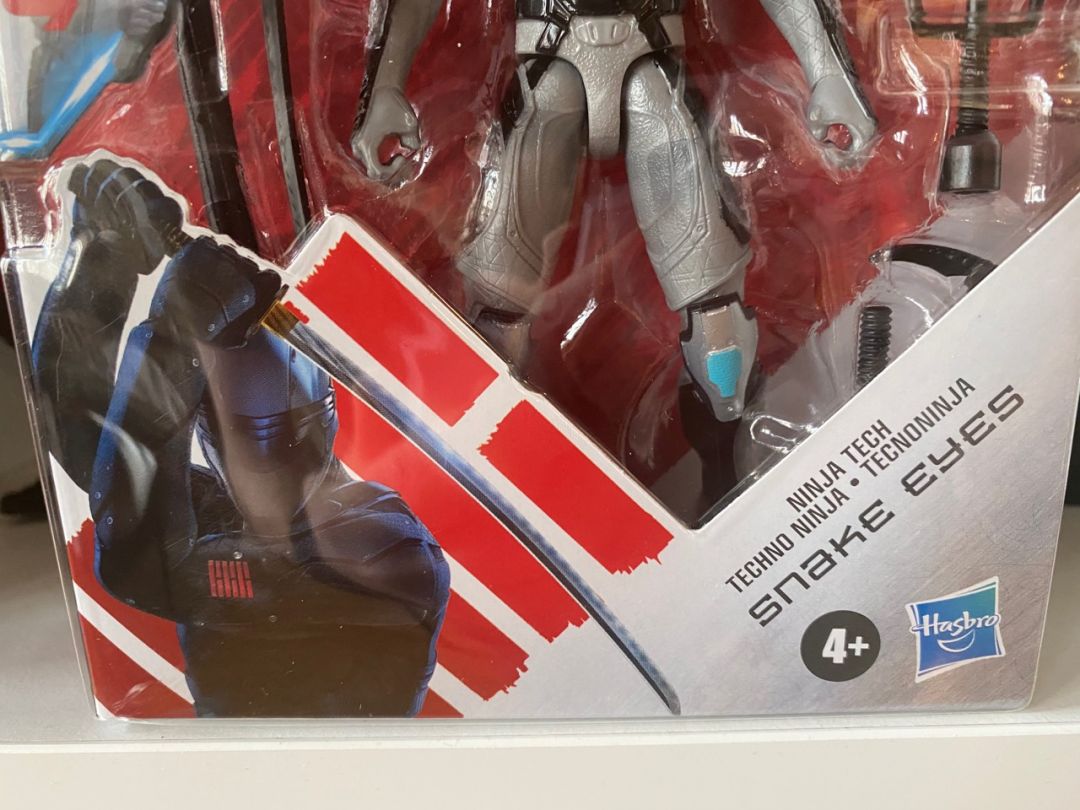 NINJA TECH
TECHNO NINJA • TECNONINJA
SNAKE EYES
4+
Hasbro